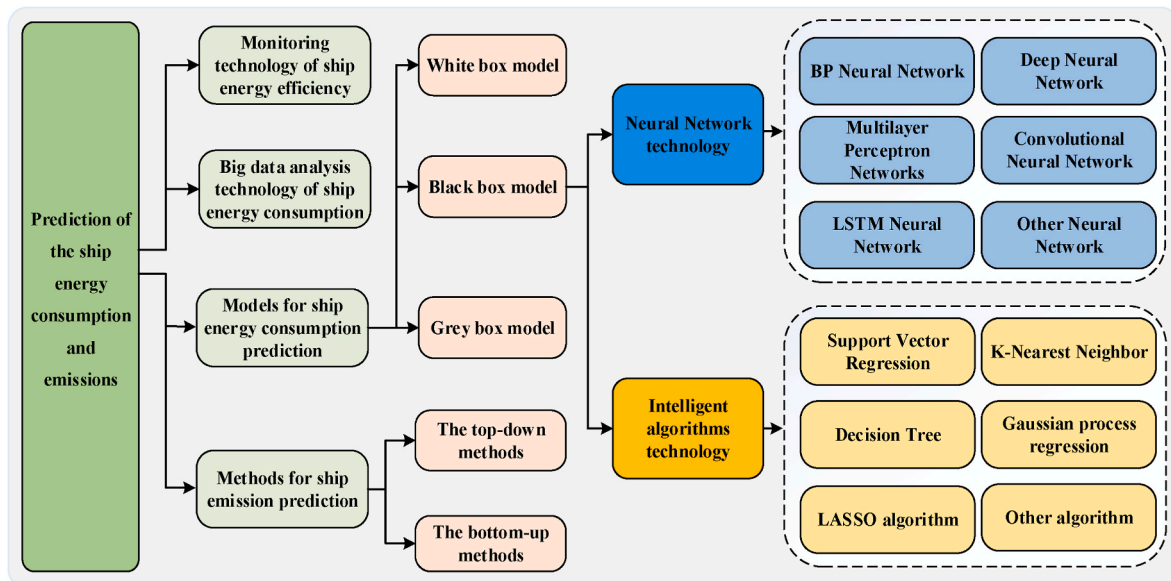 Prediction of
the ship
energy
consumption
and
emissions
Monitoring
technology of ship
energy efficiency
Big data analysis
technology of ship
energy consumption
Models for ship
energy consumption
prediction
Methods for ship
emission prediction
White box model
Black box model
Grey box model
The top-down
methods
The bottom-up
methods
Neural Network
technology
Intelligent
algorithms
technology
BP Neural Network
Deep Neural
Network
Multilayer
Perceptron
Networks
Convolutional
Neural Network
LSTM Neural
Network
Other Neural
Network
Support Vector
Regression
K-Nearest Neighbor
Decision Tree
Gaussian process
regression
LASSO algorithm
Other algorithm